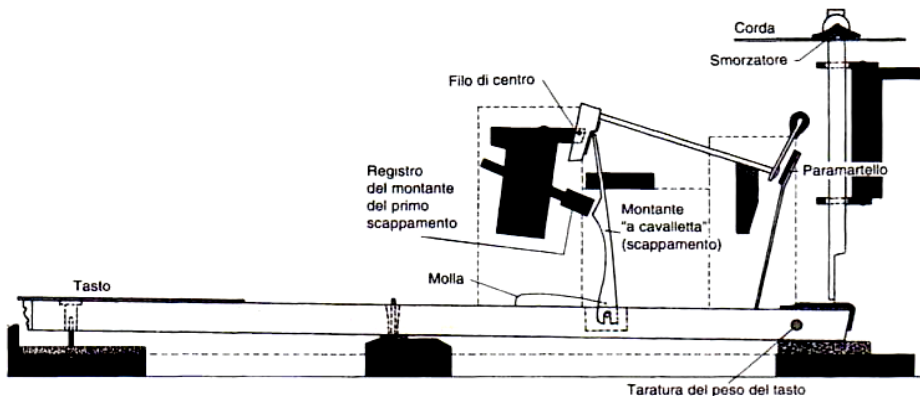 Corda
Smorzatore
Filo di centro
Paramartello
Registro
del montante
del primo
scappamento
Montante
"a cavalletta"
(scappamento)
Molla
Tasto
Taratura del peso del tasto